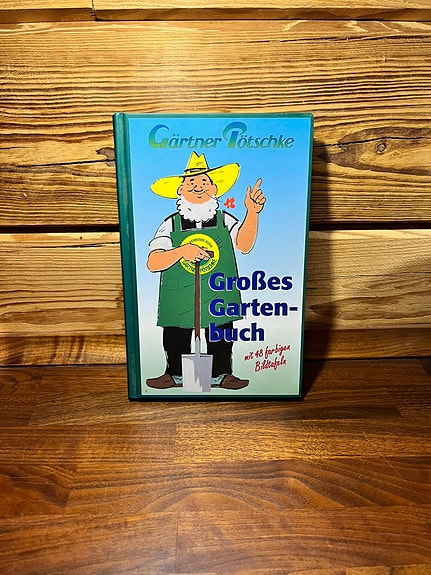 Gärtner Pötschke
Großes
Garten-
buch
mit 48 farbigen
Bildtafeln